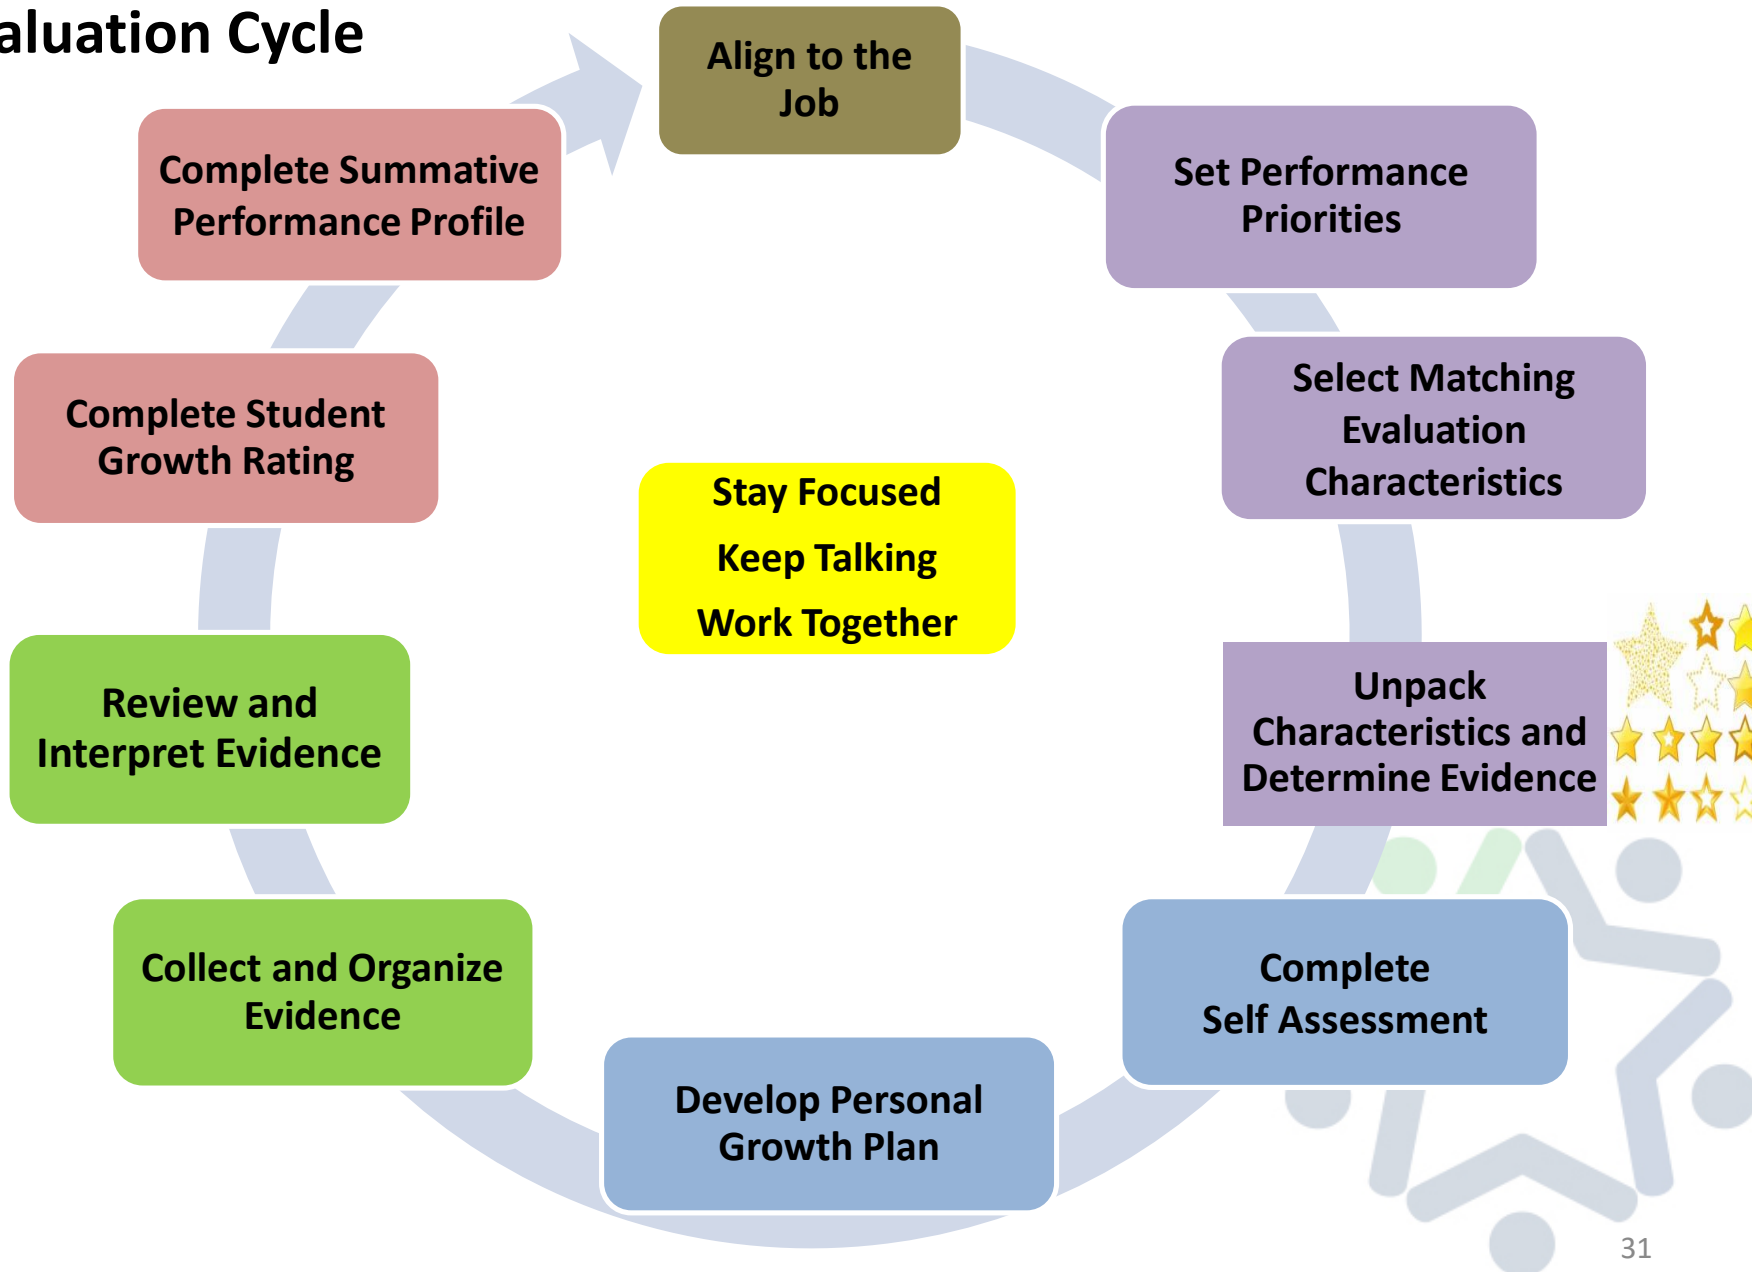 aluation Cycle
Align to the
Job
Set Performance
Priorities
Select Matching
Evaluation
Characteristics
Unpack
Characteristics and
Determine Evidence
Complete
Self Assessment
Develop Personal
Growth Plan
Collect and Organize
Evidence
Review and
Interpret Evidence
Complete Student
Growth Rating
Complete Summative
Performance Profile
Stay Focused
Keep Talking
Work Together
31